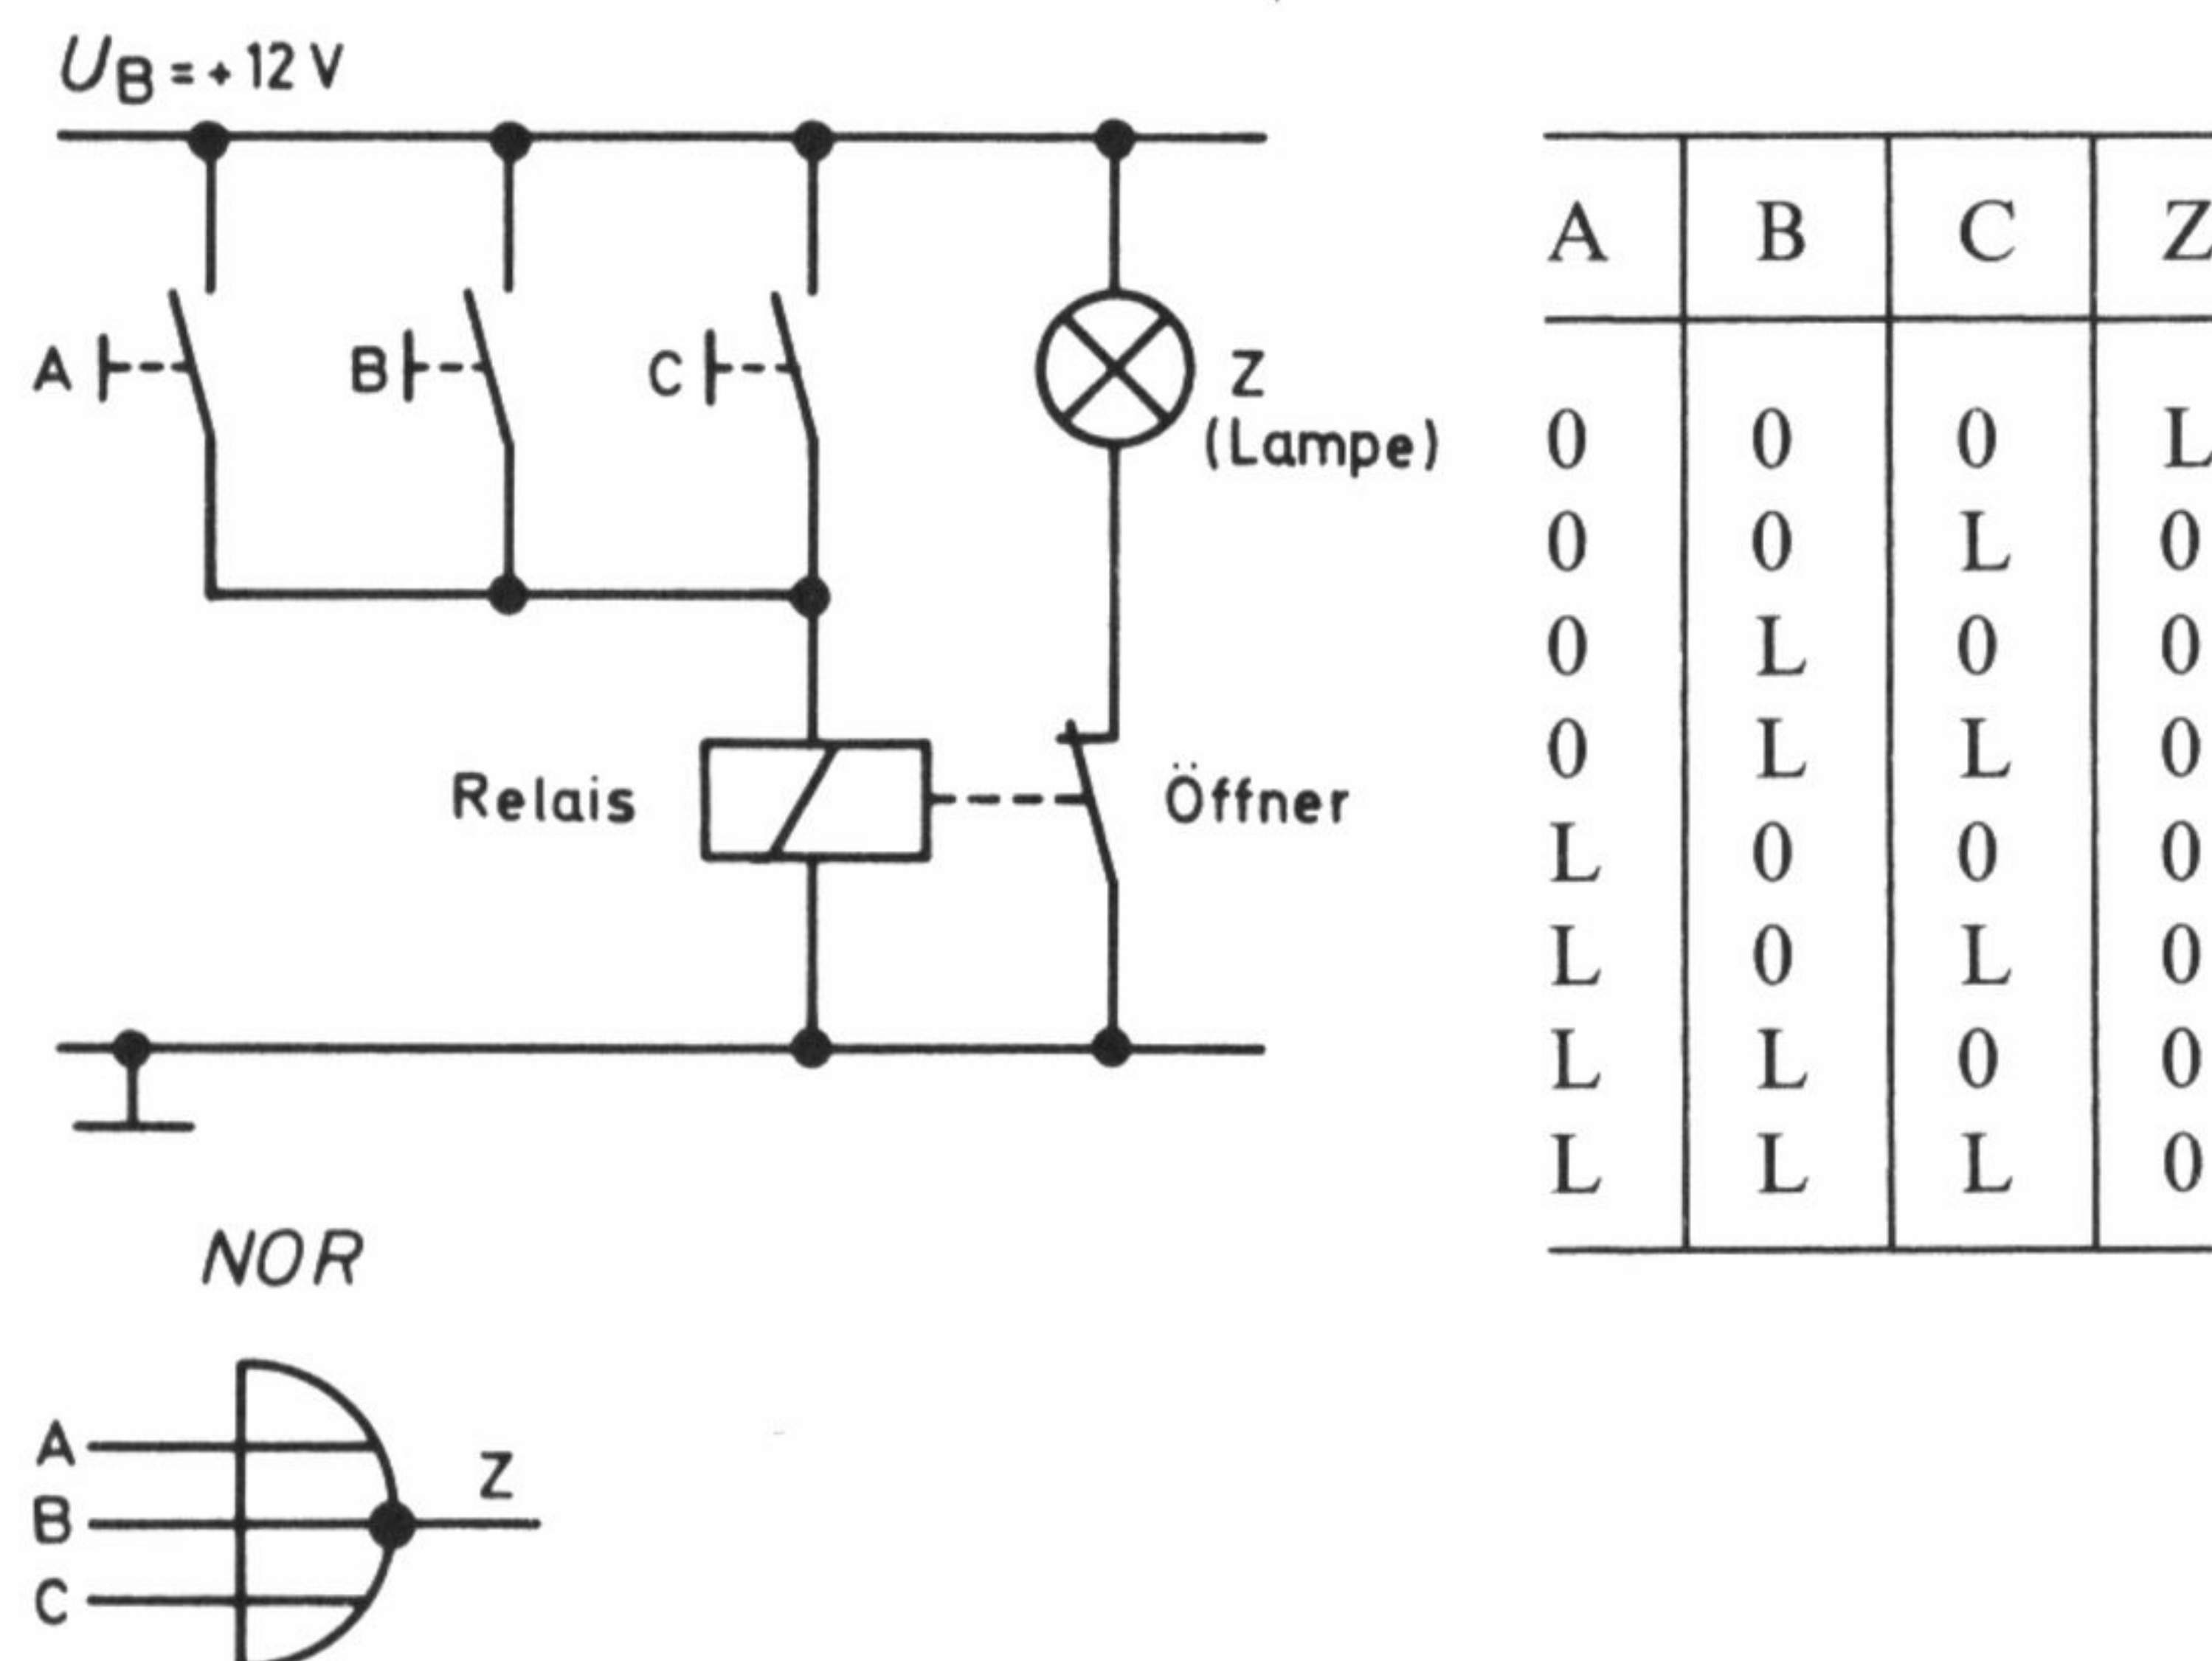 U_B = + 12 V
A
B
C
Z
(Lampe)
Relais
Öffner
NOR
A
B
C
Z
A B C Z
0 0 0 L
0 0 L 0
0 L 0 0
0 L L 0
L 0 0 0
L 0 L 0
L L 0 0
L L L 0